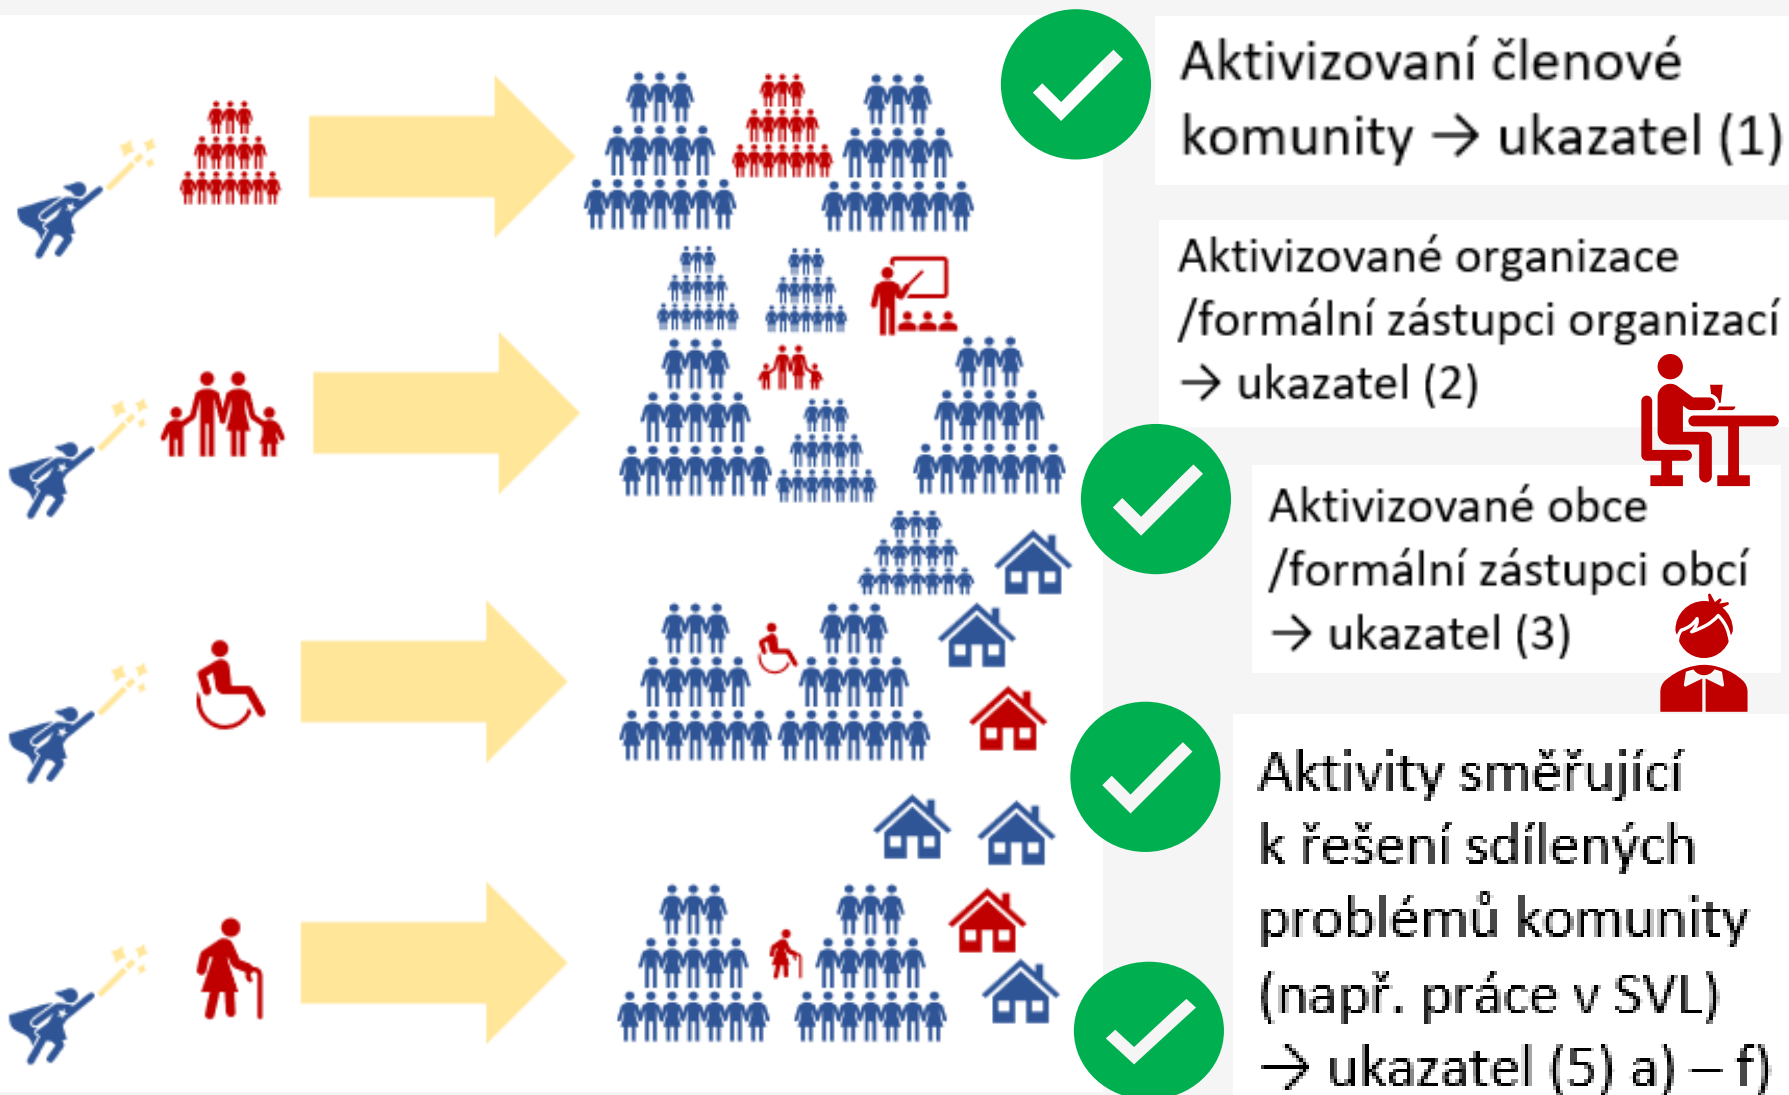 Aktivizovaní členové
komunity → ukazatel (1)
Aktivizované organizace
/formální zástupci organizací
→ ukazatel (2)
Aktivizované obce
/formální zástupci obcí
→ ukazatel (3)
Aktivity směřující
k řešení sdílených
problémů komunity
(např. práce v SVL)
→ ukazatel (5) a) – f)